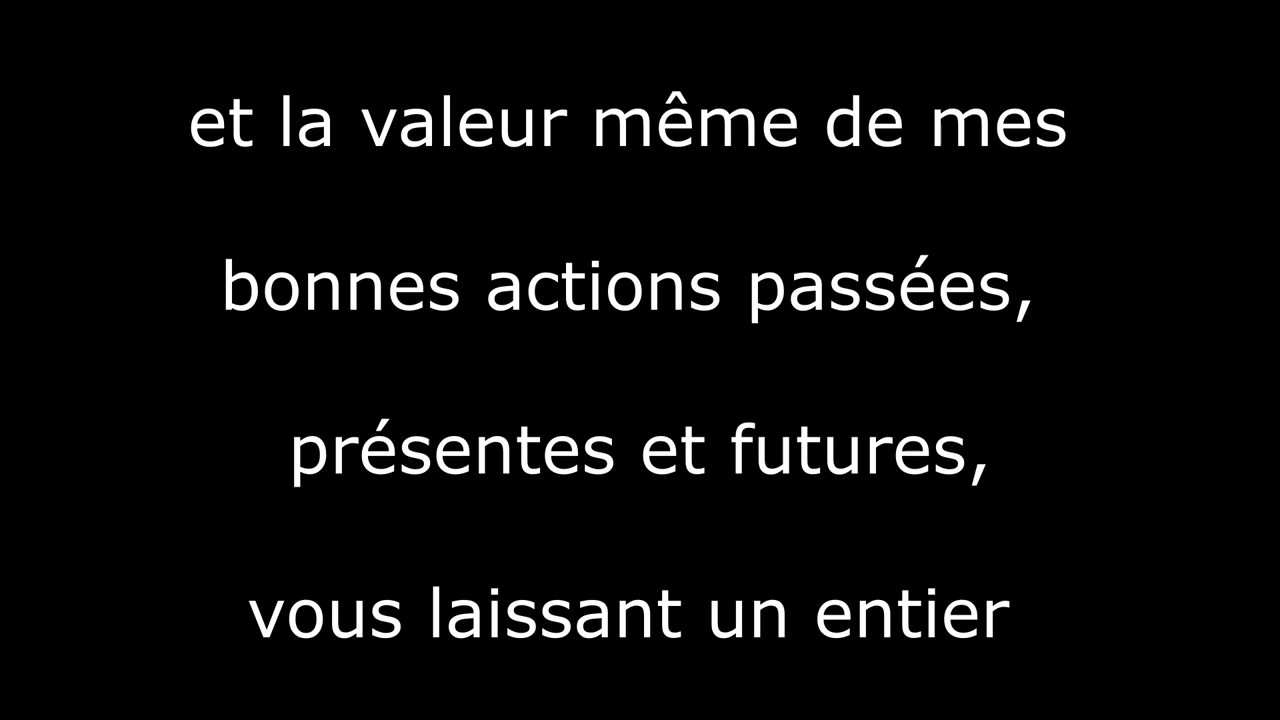 et la valeur même de mes
bonnes actions passées,
présentes et futures,
vous laissant un entier